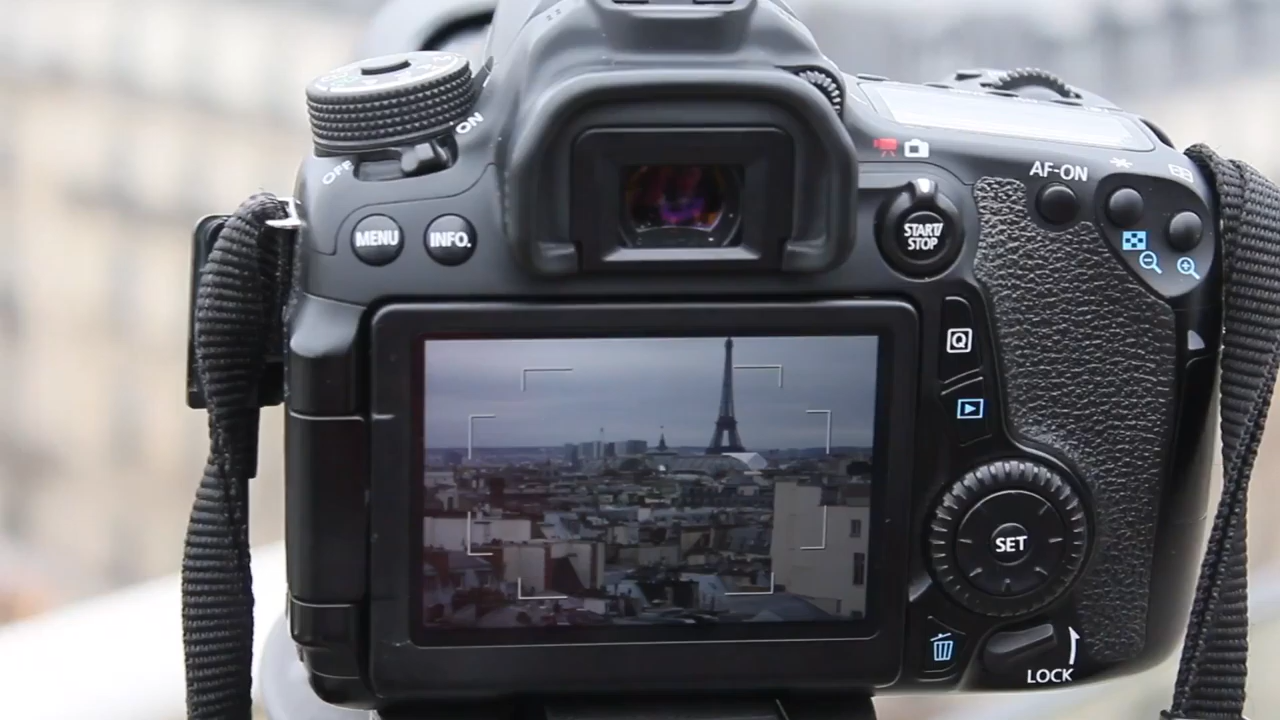 ON
OFF
MENU
INFO.
START/
STOP
AF-ON
Q
SET
LOCK